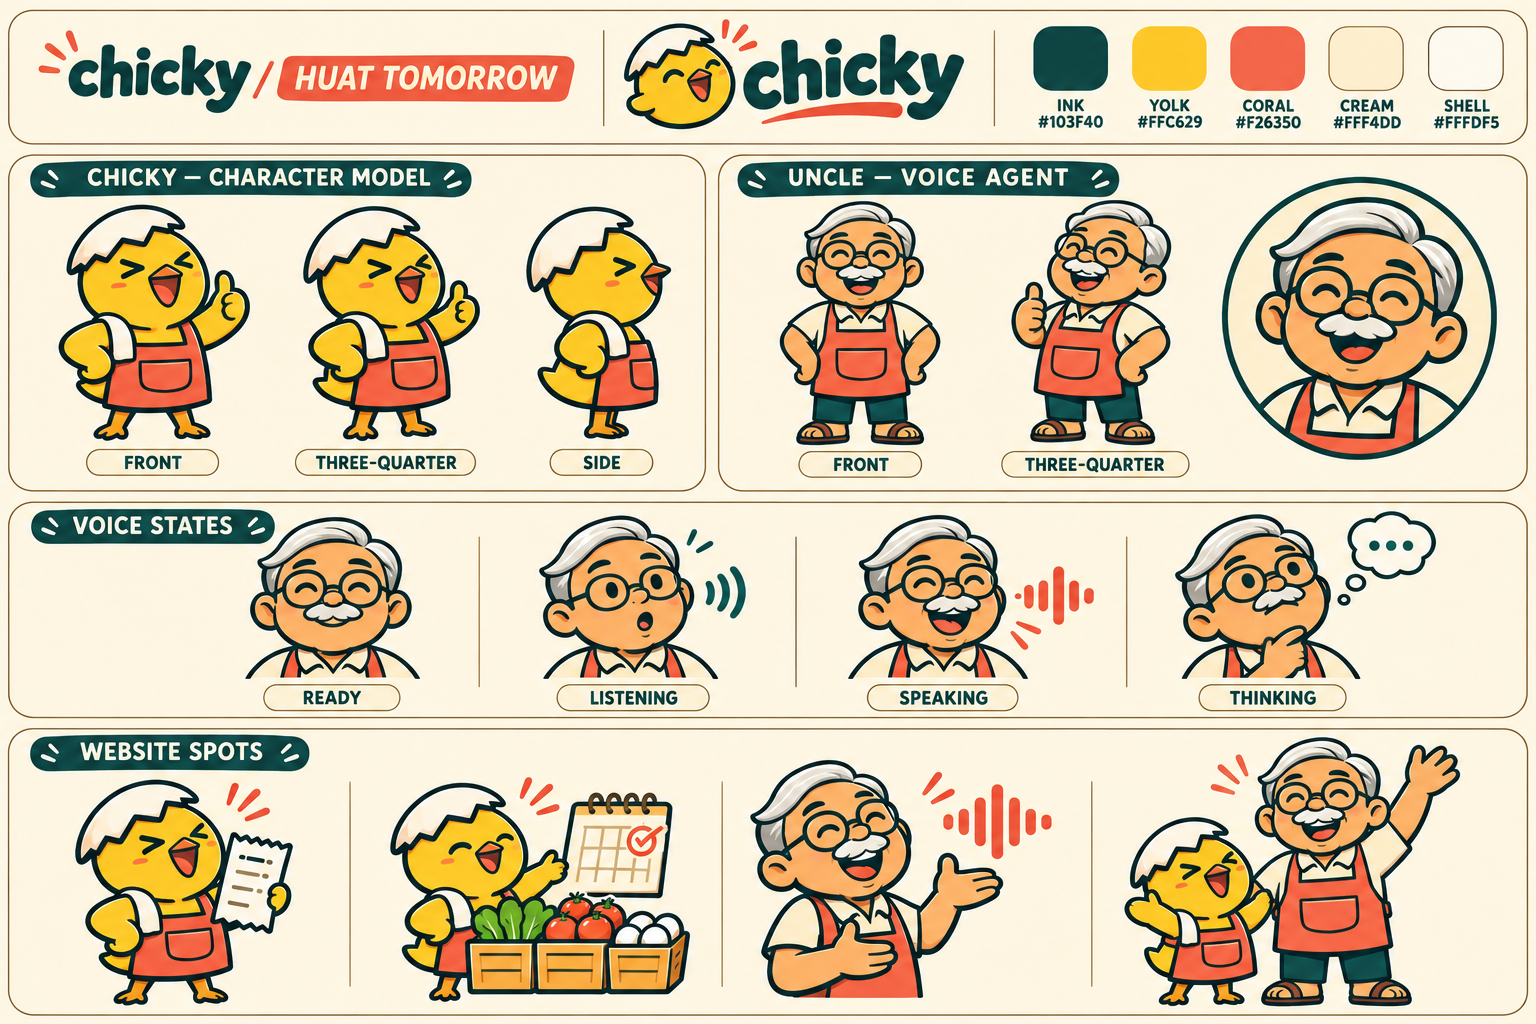 chicky / HUAT TOMORROW
chicky
INK
#103F40
YOLK
#FFC629
CORAL
#F26350
CREAM
#FFF4DD
SHELL
#FFFDF5
CHICKY — CHARACTER MODEL
FRONT
THREE-QUARTER
SIDE
UNCLE — VOICE AGENT
FRONT
THREE-QUARTER
VOICE STATES
READY
LISTENING
SPEAKING
THINKING
WEBSITE SPOTS